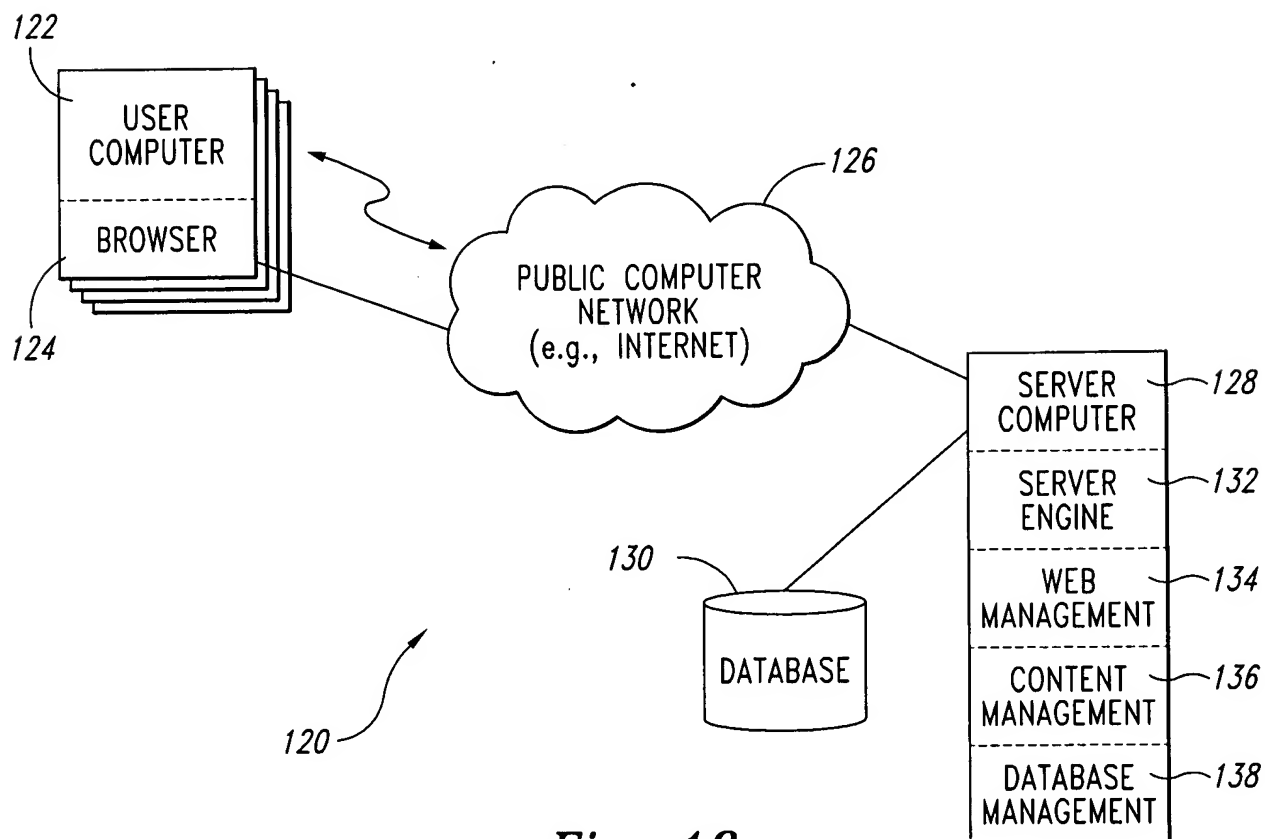 122
USER
COMPUTER
BROWSER
124
126
PUBLIC COMPUTER
NETWORK
(e.g., INTERNET)
SERVER
COMPUTER
128
SERVER
ENGINE
132
WEB
MANAGEMENT
134
CONTENT
MANAGEMENT
136
DATABASE
MANAGEMENT
138
130
DATABASE
120
Fig.